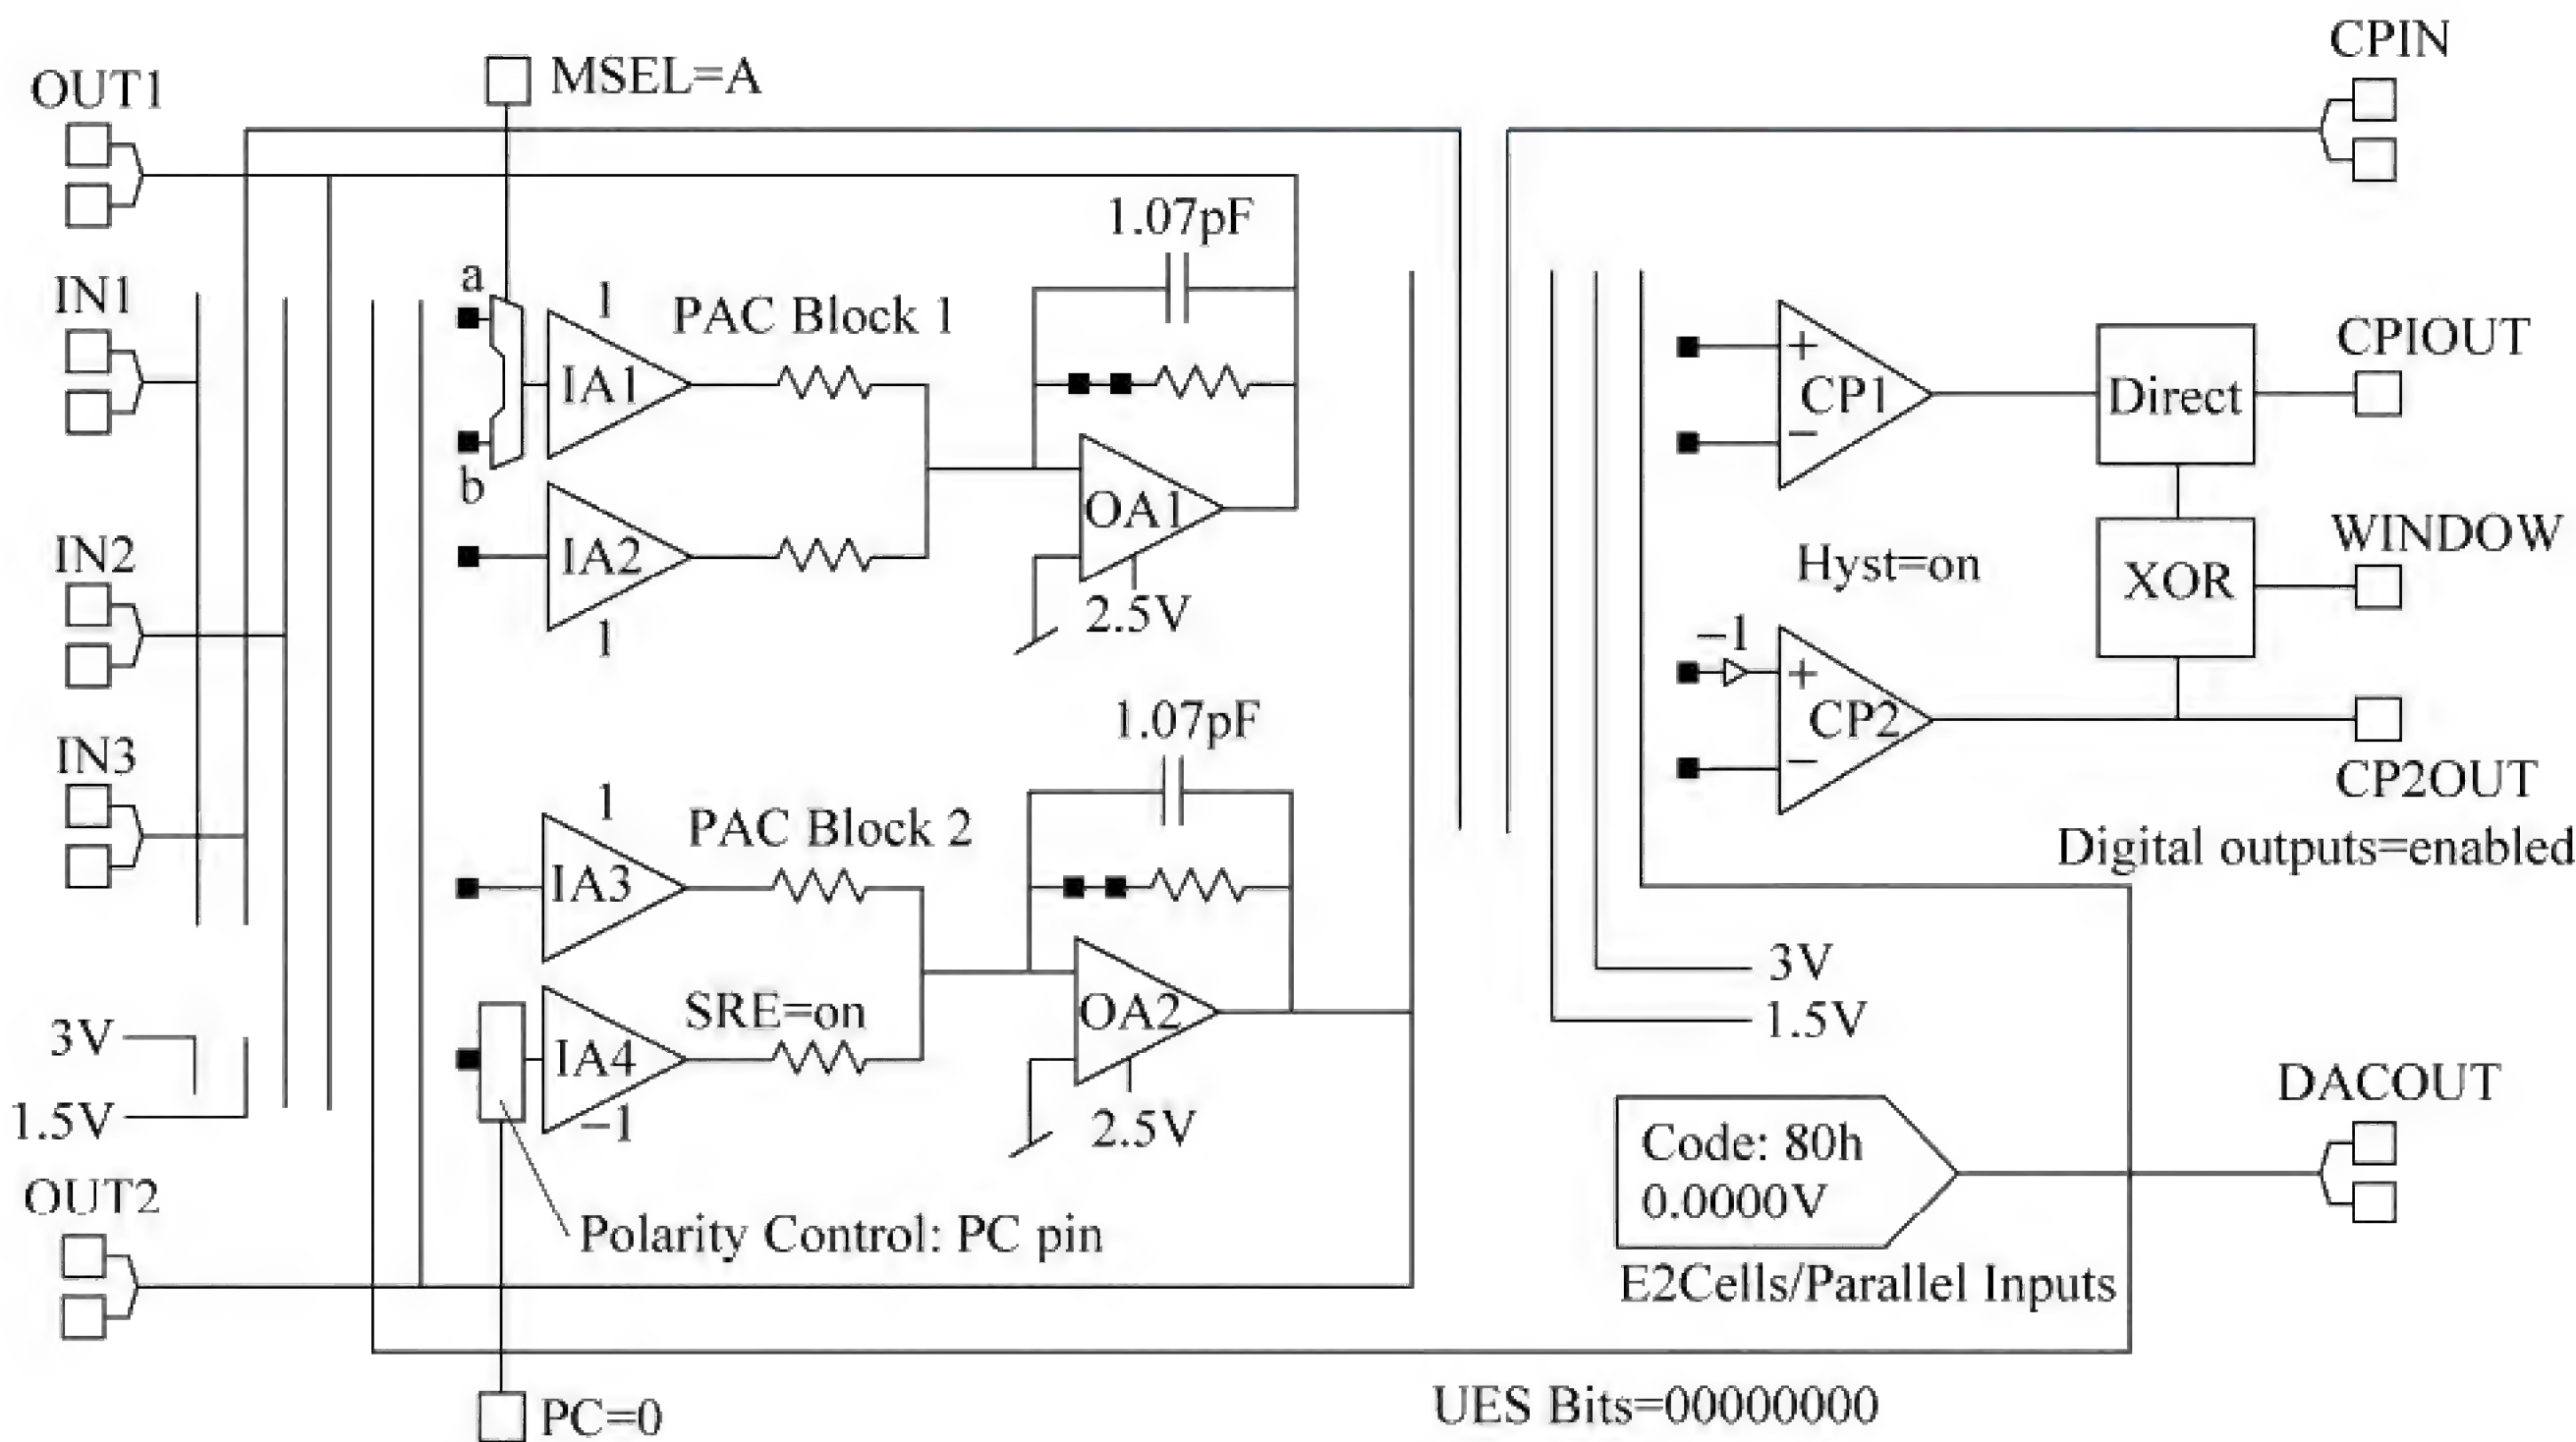 CPIN
OUT1
MSEL=A
1.07pF
a
IN1
1
PAC Block 1
IA1
CP1
+
−
Direct
CPIOUT
b
OA1
IN2
IA2
Hyst=on
XOR
WINDOW
2.5V
1
−1
+
CP2
−
1.07pF
IN3
CP2OUT
1
PAC Block 2
Digital outputs=enabled
IA3
3V
SRE=on
OA2
1.5V
3V
IA4
1.5V
−1
2.5V
DACOUT
Code: 80h
0.0000V
OUT2
Polarity Control: PC pin
E2Cells/Parallel Inputs
PC=0
UES Bits=00000000